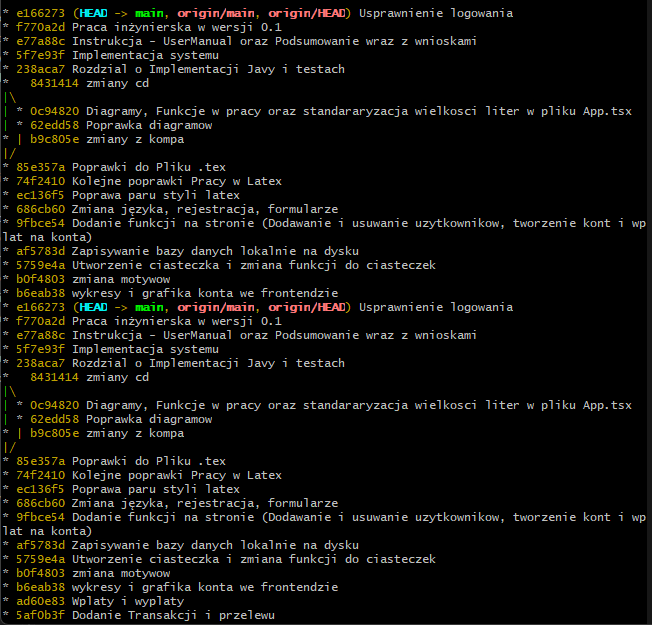 * e166273 (HEAD -> main, origin/main, origin/HEAD) Usprawnienie logowania
* f770a2d Praca inżynierska w wersji 0.1
* e77a88c Instrukcja - UserManual oraz Podsumowanie wraz z wnioskami
* 5f7e93f Implementacja systemu
* 238aca7 Rozdzial o Implementacji Javy i testach
*   8431414 zmiany cd
|\
| * 0c94820 Diagramy, Funkcje w pracy oraz standararyzacja wielkosci liter w pliku App.tsx
| * 62edd58 Poprawka diagramow
* | b9c805e zmiany z kompa
|/
* 85e357a Poprawki do Pliku .tex
* 74f2410 Kolejne poprawki Pracy w Latex
* ec136f5 Poprawa paru styli latex
* 686cb60 Zmiana języka, rejestracja, formularze
* 9fbce54 Dodanie funkcji na stronie (Dodawanie i usuwanie uzytkownikow, tworzenie kont i wp
lat na konta)
* af5783d Zapisywanie bazy danych lokalnie na dysku
* 5759e4a Utworzenie ciasteczka i zmiana funkcji do ciasteczek
* b0f4803 zmiana motywow
* b6eab38 wykresy i grafika konta we frontendzie
* e166273 (HEAD -> main, origin/main, origin/HEAD) Usprawnienie logowania
* f770a2d Praca inżynierska w wersji 0.1
* e77a88c Instrukcja - UserManual oraz Podsumowanie wraz z wnioskami
* 5f7e93f Implementacja systemu
* 238aca7 Rozdzial o Implementacji Javy i testach
*   8431414 zmiany cd
|\
| * 0c94820 Diagramy, Funkcje w pracy oraz standararyzacja wielkosci liter w pliku App.tsx
| * 62edd58 Poprawka diagramow
* | b9c805e zmiany z kompa
|/
* 85e357a Poprawki do Pliku .tex
* 74f2410 Kolejne poprawki Pracy w Latex
* ec136f5 Poprawa paru styli latex
* 686cb60 Zmiana języka, rejestracja, formularze
* 9fbce54 Dodanie funkcji na stronie (Dodawanie i usuwanie uzytkownikow, tworzenie kont i wp
lat na konta)
* af5783d Zapisywanie bazy danych lokalnie na dysku
* 5759e4a Utworzenie ciasteczka i zmiana funkcji do ciasteczek
* b0f4803 zmiana motywow
* b6eab38 wykresy i grafika konta we frontendzie
* ad60e83 Wplaty i wyplaty
* 5af0b3f Dodanie Transakcji i przelewu